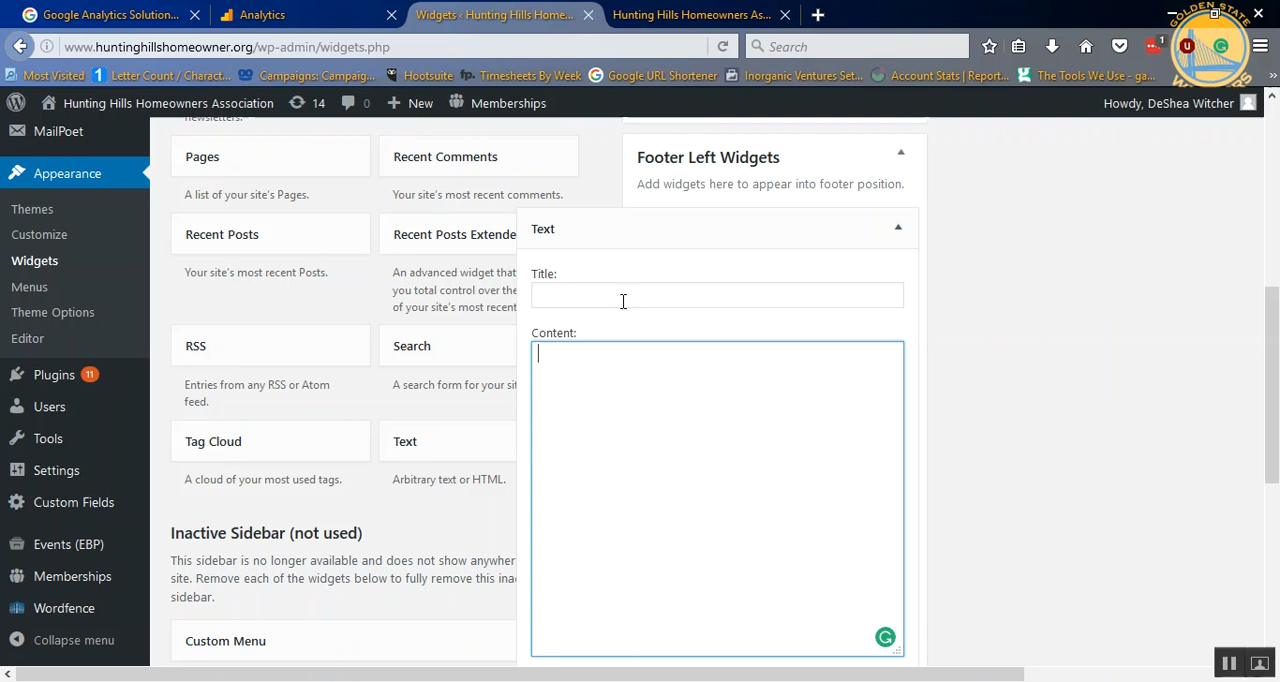 Google Analytics Solution...
Analytics
Widgets ‹ Hunting Hills Home...
Hunting Hills Homeowners As...
www.huntinghillshomeowner.org/wp-admin/widgets.php
Search
1
Most Visited
Letter Count / Charact...
Campaigns: Campaig...
Hootsuite
fp.
Timesheets By Week
Google URL Shortener
Inorganic Ventures Set...
Account Stats | Report...
The Tools We Use - ga...
GOLDEN STATE
Hunting Hills Homeowners Association
14
0
New
Memberships
Howdy, DeShea Witcher
MailPoet
Appearance
Themes
Customize
Widgets
Menus
Theme Options
Editor
Plugins 11
Users
Tools
Settings
Custom Fields
Events (EBP)
Memberships
Wordfence
Collapse menu
newsletters.
Pages
A list of your site's Pages.
Recent Comments
Your site's most recent comments.
Recent Posts
Your site's most recent Posts.
Recent Posts Extende
An advanced widget that
you total control over the
of your site's most recent
RSS
Entries from any RSS or Atom
feed.
Search
A search form for your sit
Tag Cloud
A cloud of your most used tags.
Text
Arbitrary text or HTML.
Inactive Sidebar (not used)
This sidebar is no longer available and does not show anywher
site. Remove each of the widgets below to fully remove this ina
sidebar.
Custom Menu
Footer Left Widgets
Add widgets here to appear into footer position.
Text
Title:
Content: